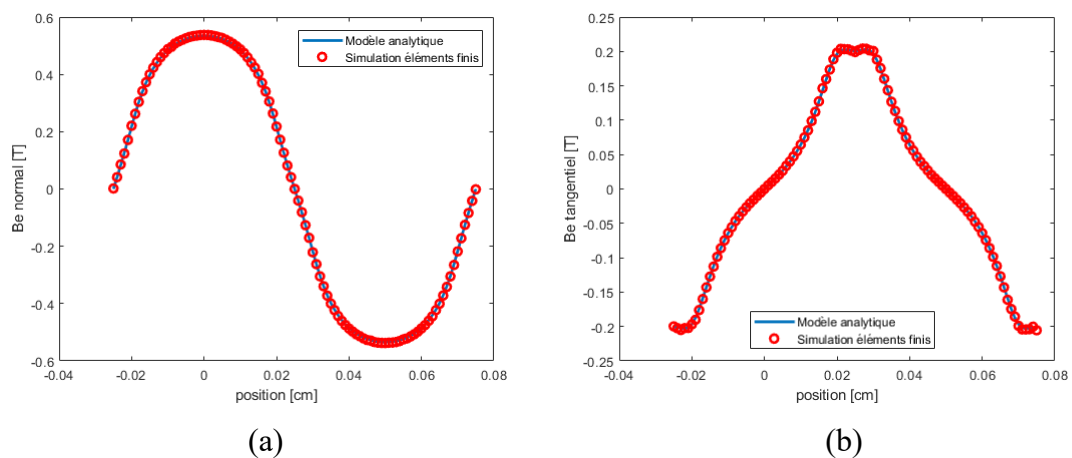 0.6
0.4
0.2
0
-0.2
-0.4
-0.6
Be normal [T]
Modèle analytique
Simulation éléments finis
-0.04 -0.02 0 0.02 0.04 0.06 0.08
position [cm]
(a)
0.25
0.2
0.15
0.1
0.05
0
-0.05
-0.1
-0.15
-0.2
-0.25
Be tangentiel [T]
Modèle analytique
Simulation éléments finis
-0.04 -0.02 0 0.02 0.04 0.06 0.08
position [cm]
(b)